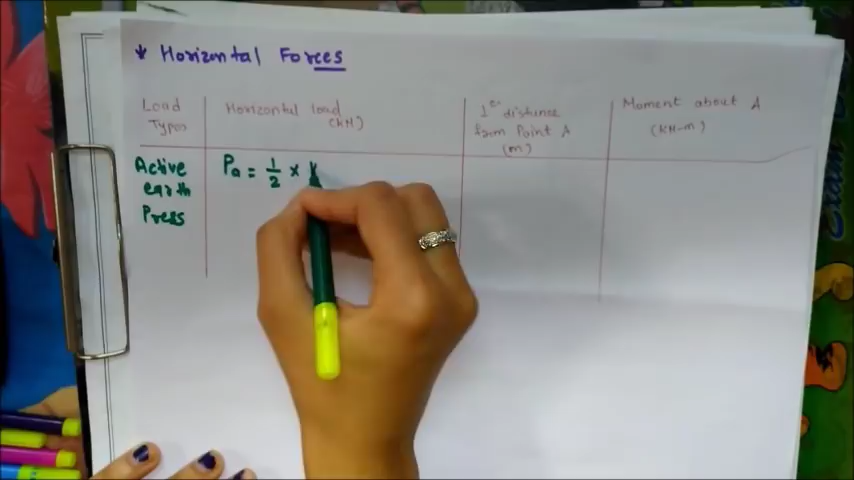 * Horizontal Forces
Load Types
Horizontal load (kN)
1er distance from Point A (m)
Moment about A (kN-m)
Active earth Press
Pa = 1/2 × K